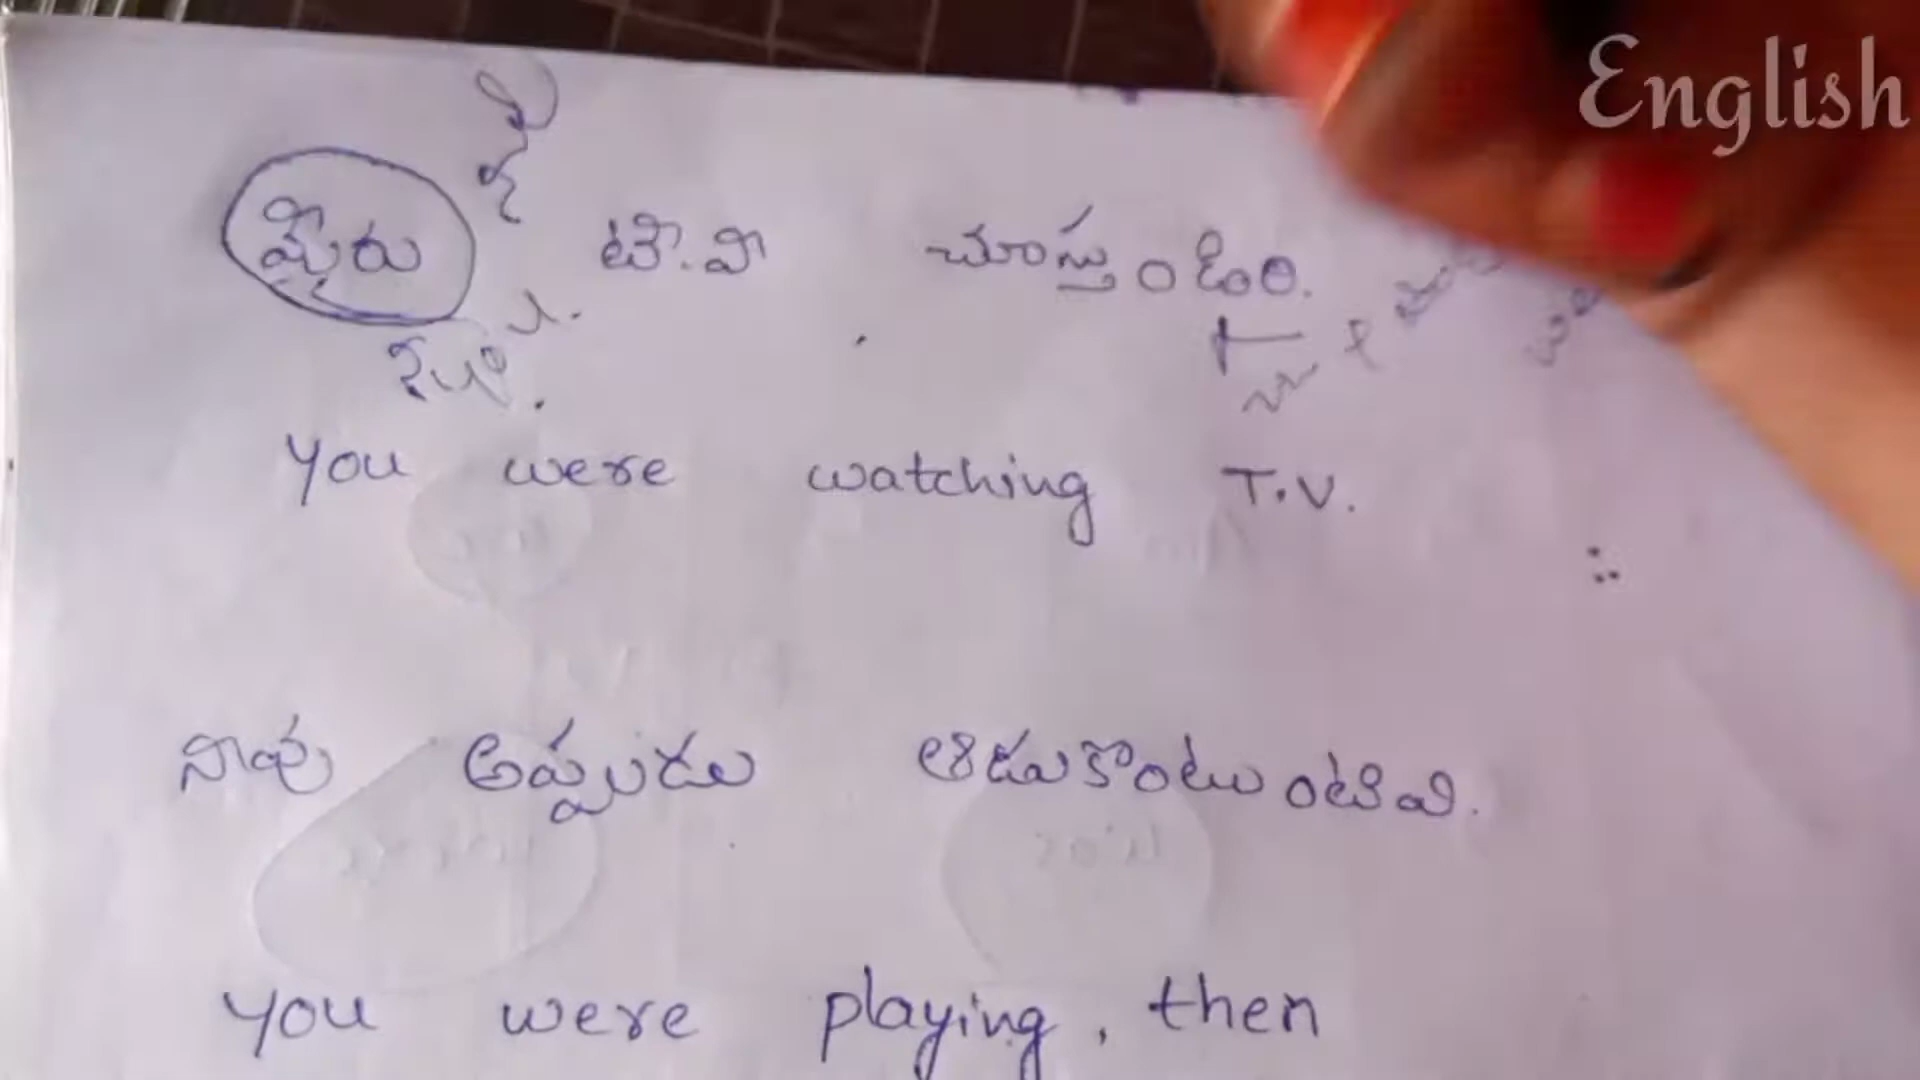 English
మీరు టీ.వి చూస్తుండిరి.
You were watching T.V.
నీవు అప్పుడు ఆడుకొంటుంటివి.
You were playing, then